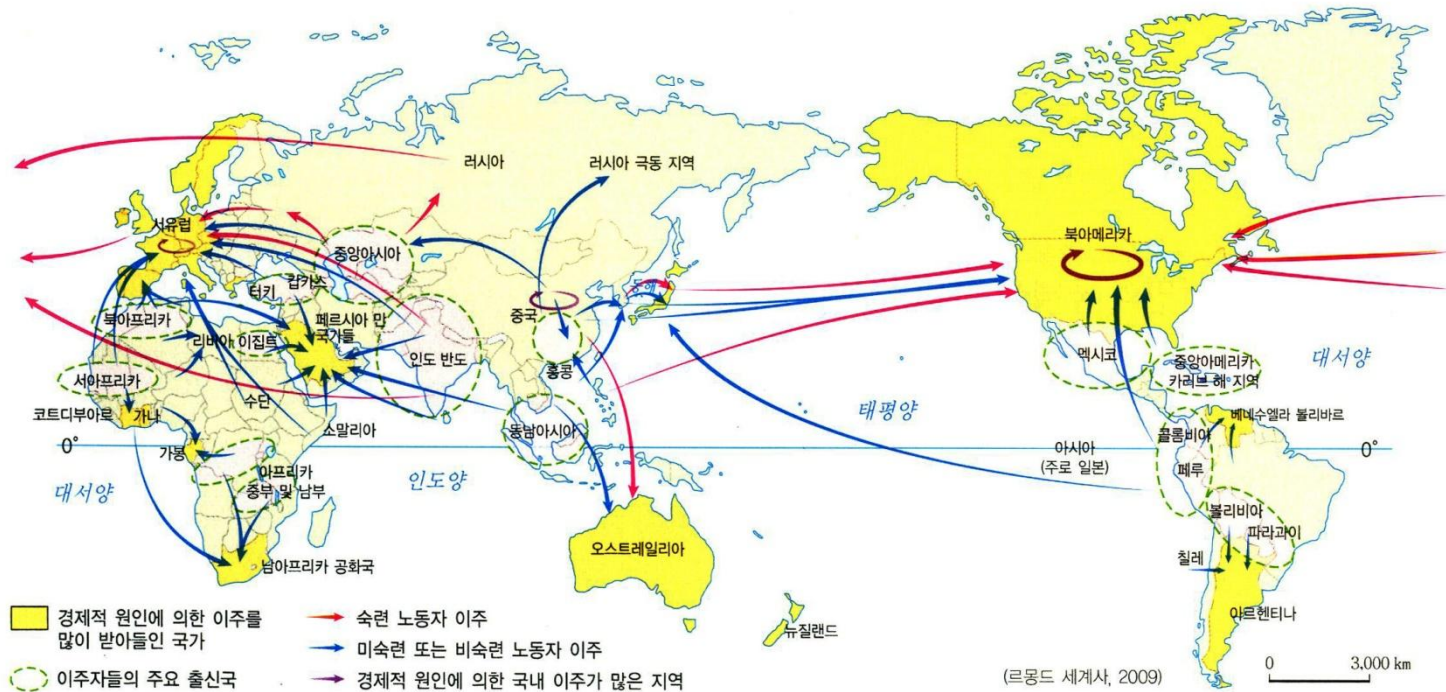 러시아
러시아 극동 지역
서유럽
중앙아시아
북아메리카
터키
캅카스
동해
중국
북아프리카
리비아
이집트
페르시아 만
국가들
인도 반도
홍콩
멕시코
중앙아메리카
카리브 해 지역
대서양
서아프리카
수단
코트디부아르
가나
소말리아
동남아시아
태평양
베네수엘라 볼리바르
콜롬비아
0°
가봉
아시아
(주로 일본)
페루
0°
대서양
아프리카
중부 및 남부
인도양
볼리비아
파라과이
오스트레일리아
칠레
남아프리카 공화국
아르헨티나
뉴질랜드
경제적 원인에 의한 이주를
많이 받아들인 국가
이주자들의 주요 출신국
숙련 노동자 이주
미숙련 또는 비숙련 노동자 이주
경제적 원인에 의한 국내 이주가 많은 지역
(르몽드 세계사, 2009)
0 3,000 km